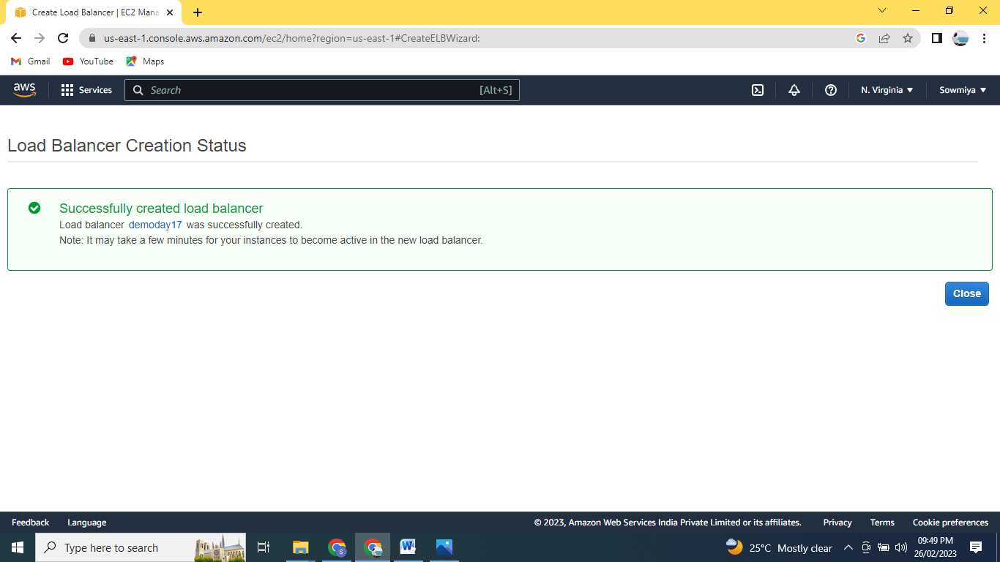 Create Load Balancer | EC2 Mana
us-east-1.console.aws.amazon.com/ec2/home?region=us-east-1#CreateELBWizard:
Gmail YouTube Maps
aws Services Search [Alt+S] N. Virginia Sowmiya
Load Balancer Creation Status
Successfully created load balancer
Load balancer demoday17 was successfully created.
Note: It may take a few minutes for your instances to become active in the new load balancer.
Close
Feedback Language © 2023, Amazon Web Services India Private Limited or its affiliates. Privacy Terms Cookie preferences
Type here to search S W 25°C Mostly clear 09:49 PM
26/02/2023